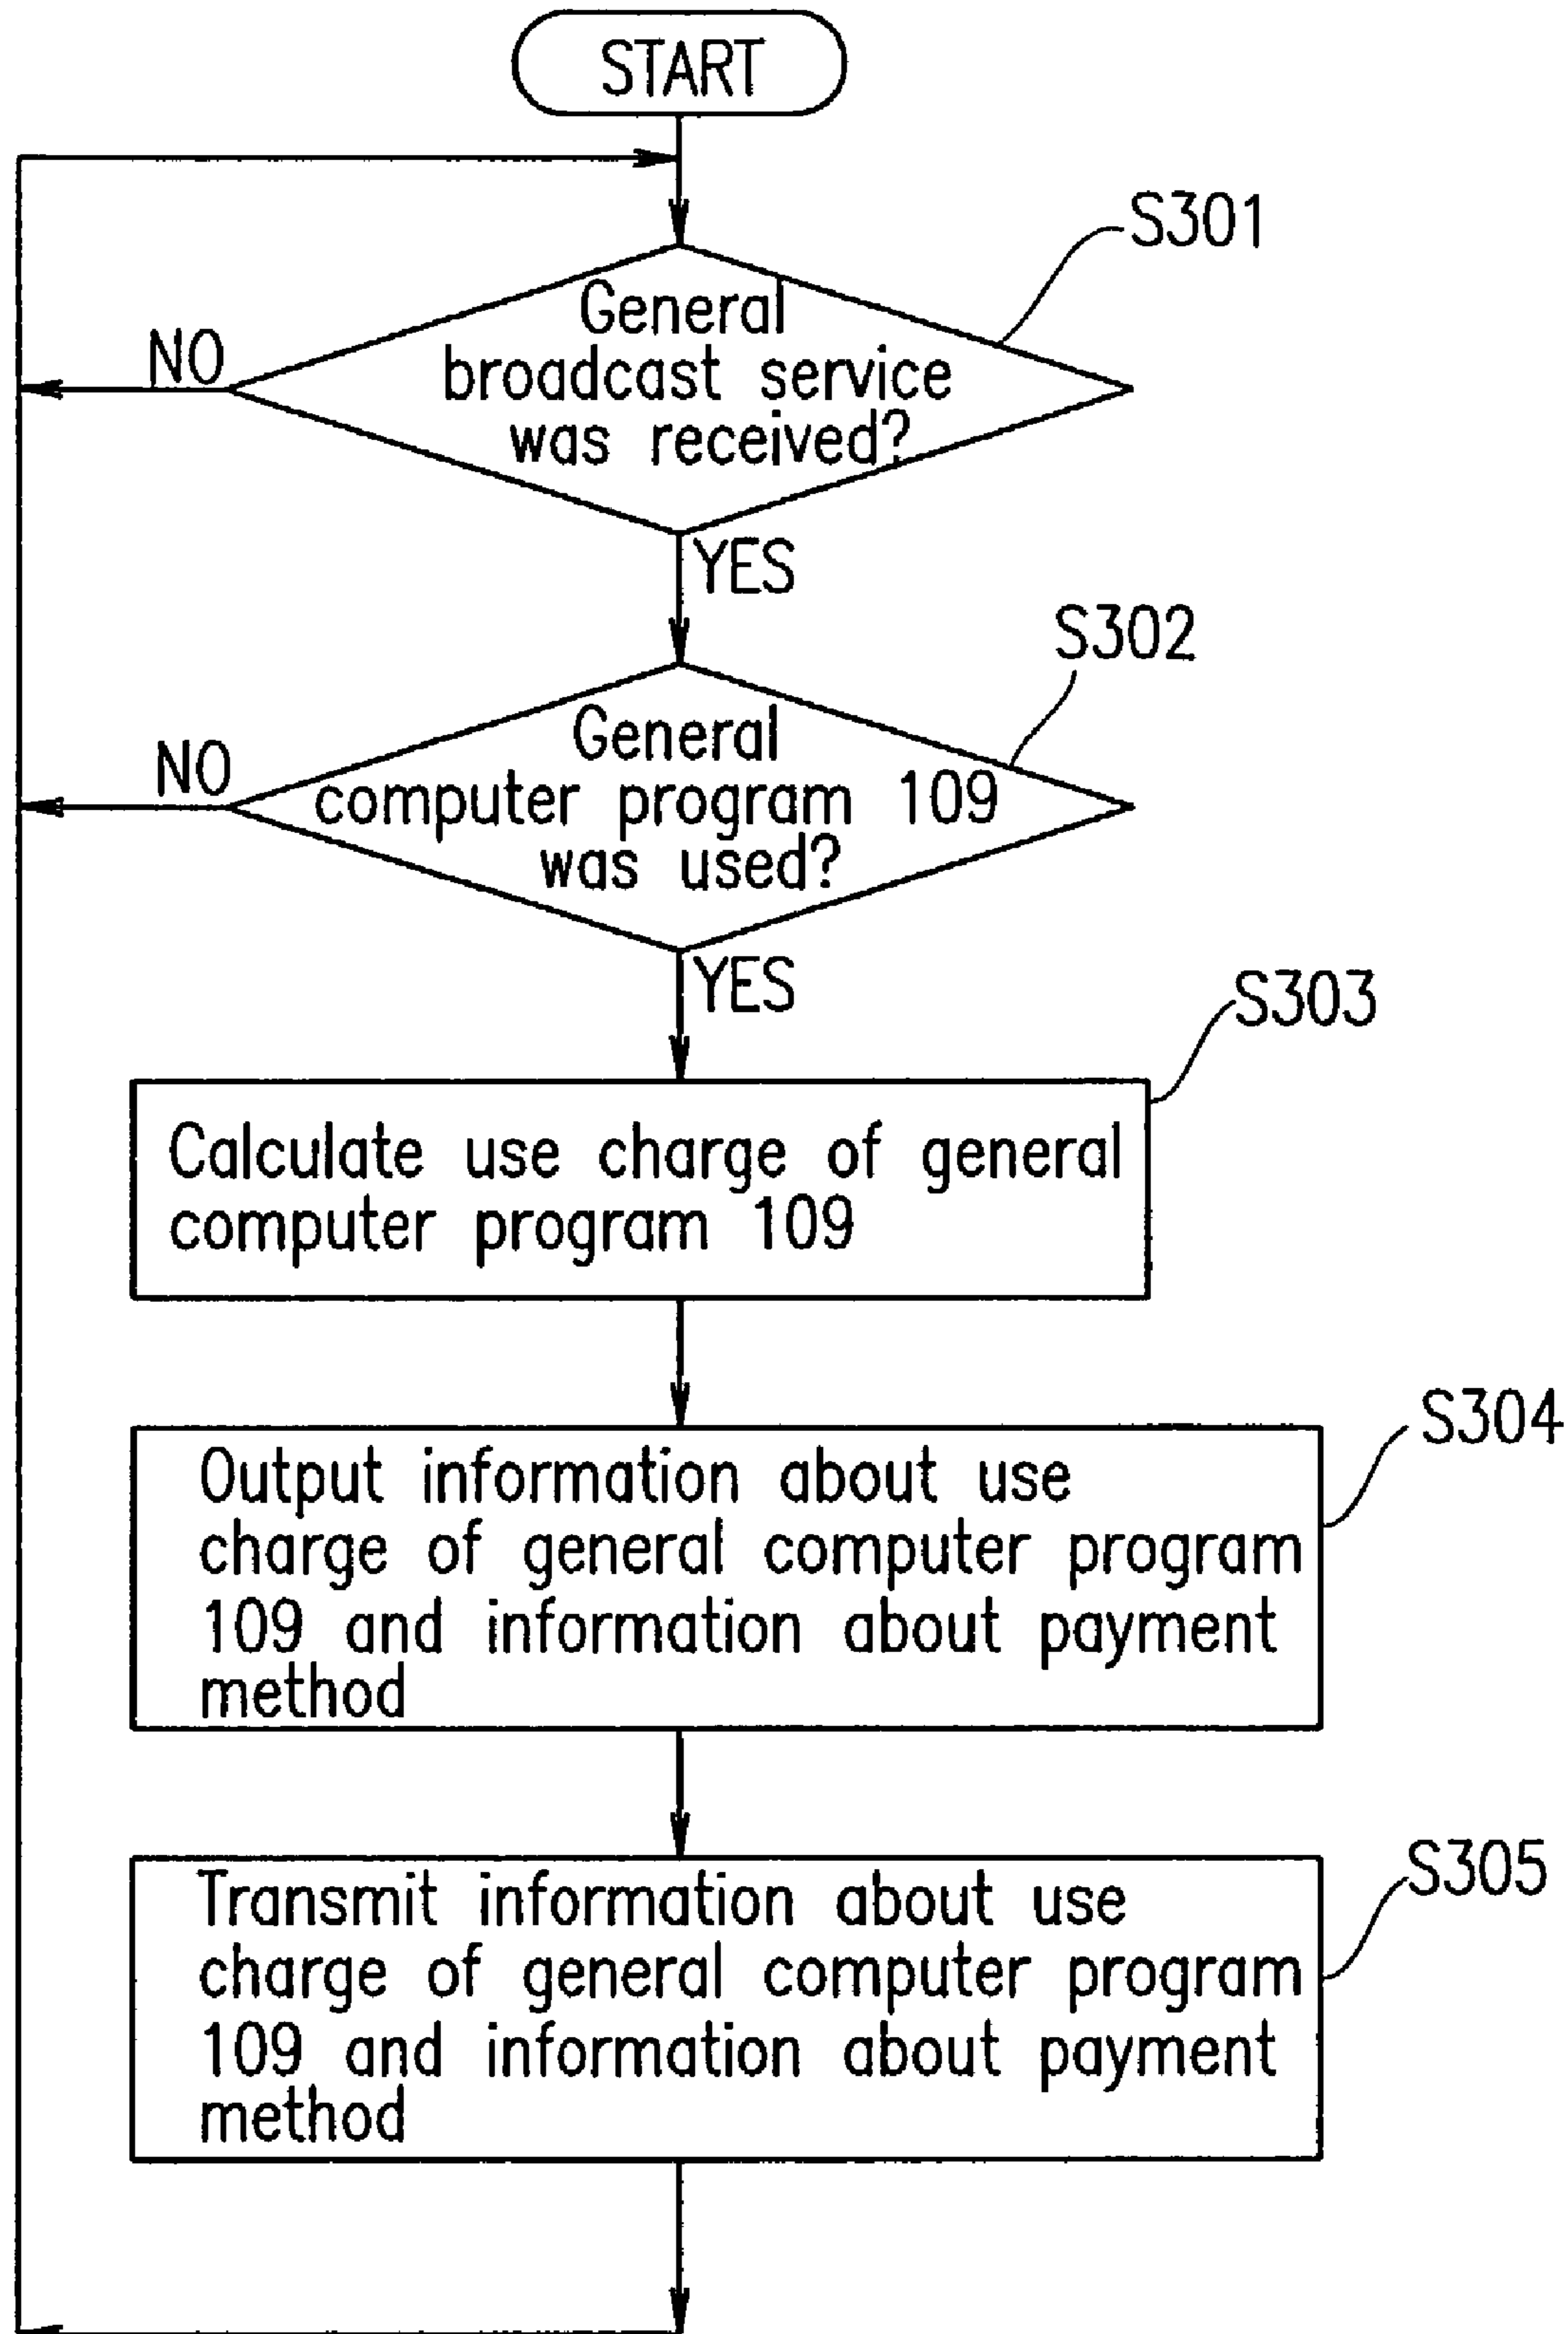 START
S301
General
broadcast service
was received?
NO
YES
S302
General
computer program 109
was used?
NO
YES
S303
Calculate use charge of general
computer program 109
S304
Output information about use
charge of general computer program
109 and information about payment
method
S305
Transmit information about use
charge of general computer program
109 and information about payment
method